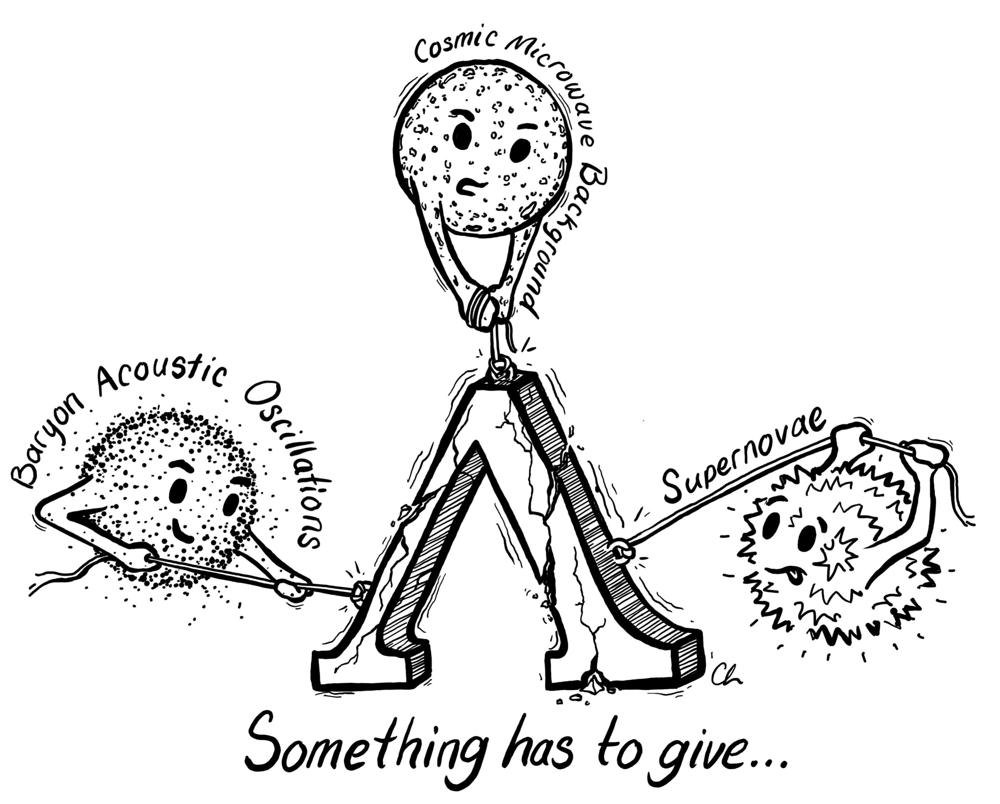 Cosmic Microwave Background
Baryon Acoustic Oscillations
Supernovae
Λ
Ch
Something has to give...